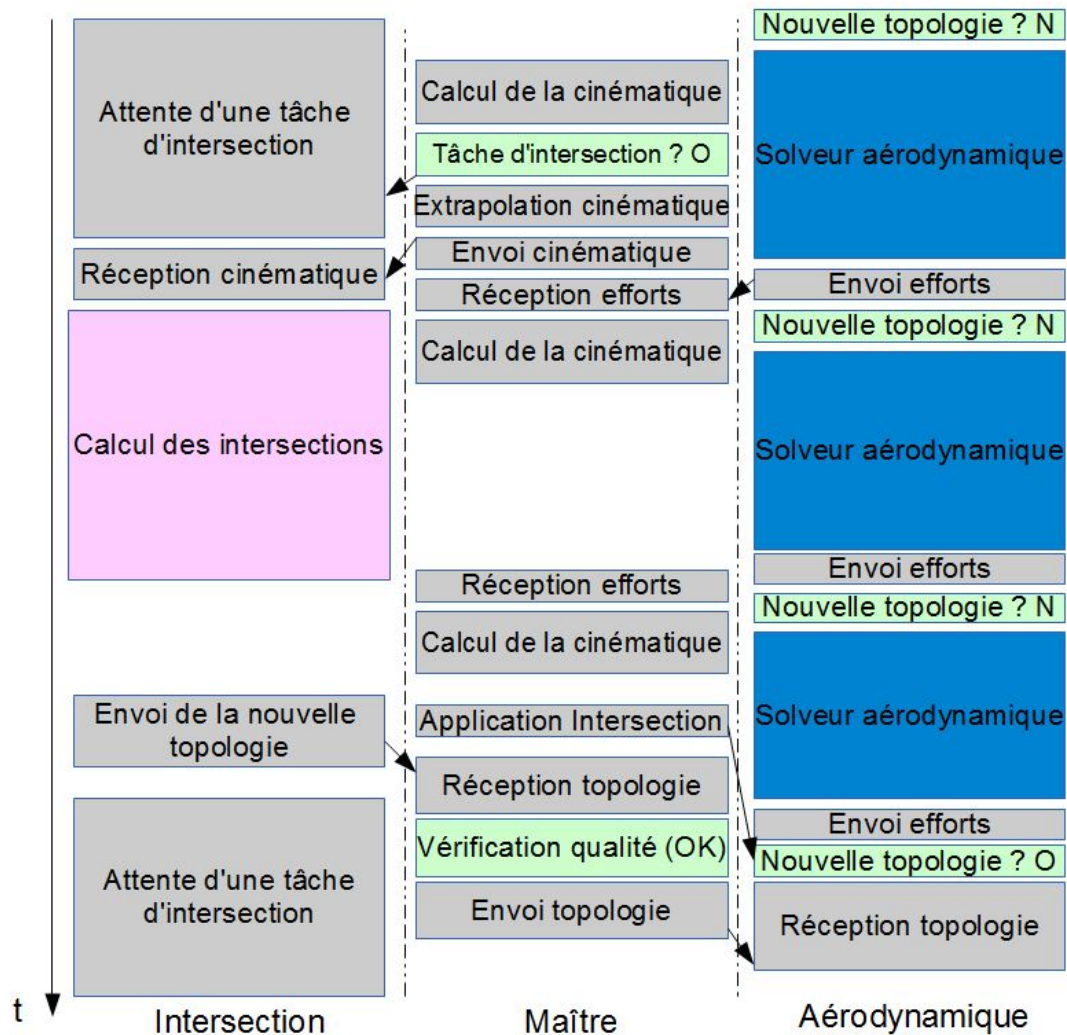 Attente d'une tâche
d'intersection
Réception cinématique
Calcul des intersections
Envoi de la nouvelle
topologie
Attente d'une tâche
d'intersection
Calcul de la cinématique
Tâche d'intersection ? O
Extrapolation cinématique
Envoi cinématique
Réception efforts
Calcul de la cinématique
Réception efforts
Calcul de la cinématique
Application Intersection
Réception topologie
Vérification qualité (OK)
Envoi topologie
Nouvelle topologie ? N
Solveur aérodynamique
Envoi efforts
Nouvelle topologie ? N
Solveur aérodynamique
Envoi efforts
Nouvelle topologie ? N
Solveur aérodynamique
Envoi efforts
Nouvelle topologie ? O
Réception topologie
t
Intersection
Maître
Aérodynamique